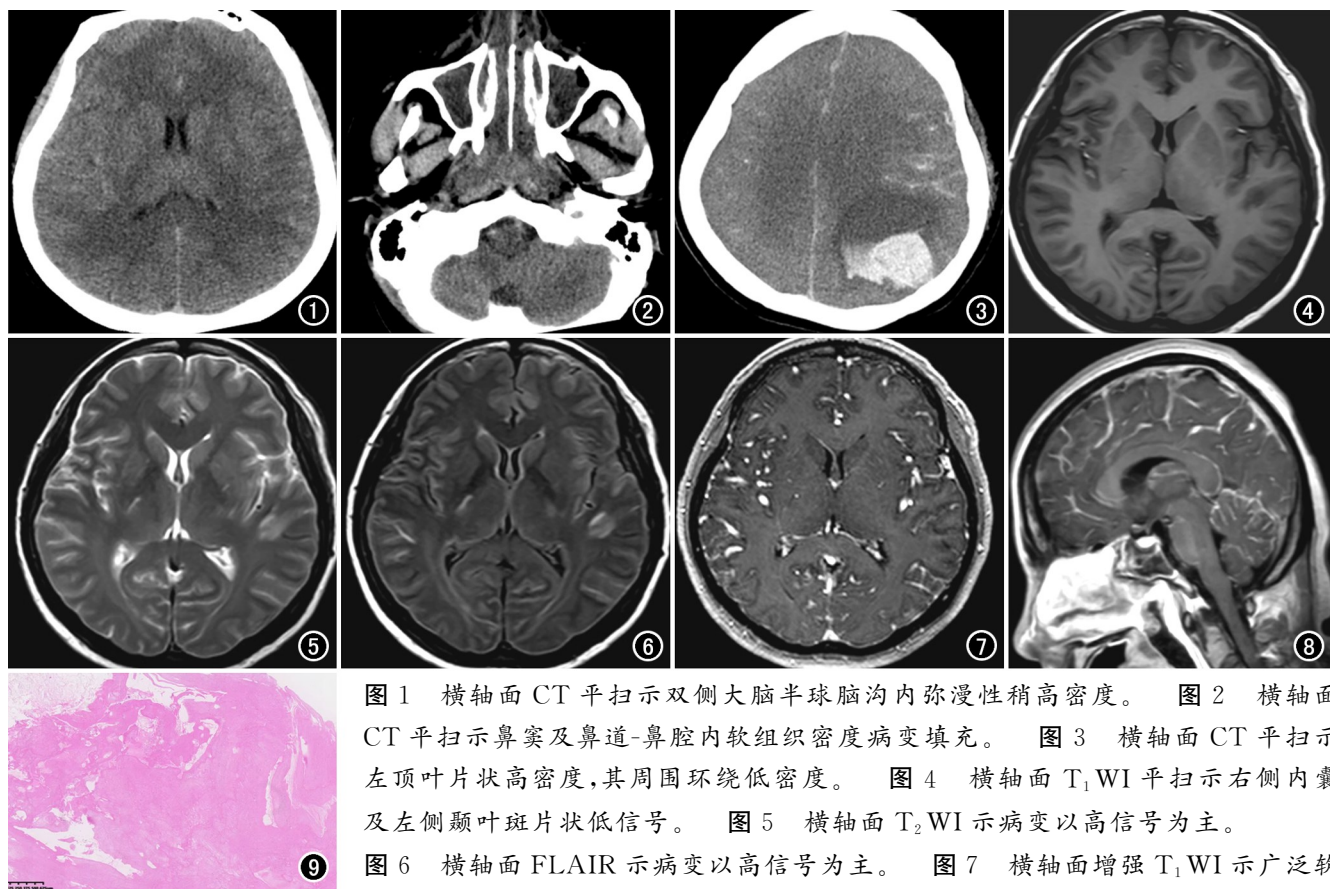 ①
②
③
④
⑤
⑥
⑦
⑧
❾
图 1 横轴面 CT 平扫示双侧大脑半球脑沟内弥漫性稍高密度。 图 2 横轴面
CT 平扫示鼻窦及鼻道-鼻腔内软组织密度病变填充。 图 3 横轴面 CT 平扫示
左顶叶片状高密度,其周围环绕低密度。 图 4 横轴面 T₁WI 平扫示右侧内囊
及左侧颞叶斑片状低信号。 图 5 横轴面 T₂WI 示病变以高信号为主。
图 6 横轴面 FLAIR 示病变以高信号为主。 图 7 横轴面增强 T₁WI 示广泛软